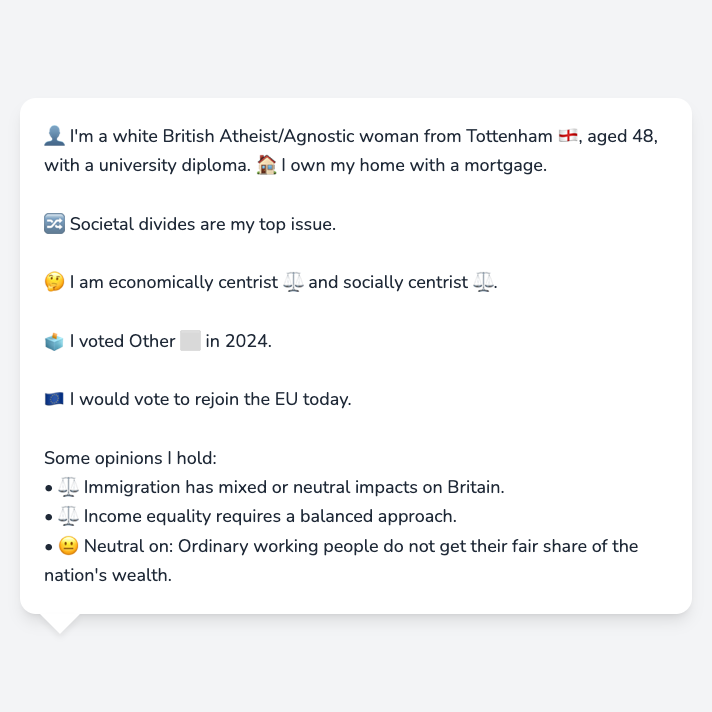 👤 I'm a white British Atheist/Agnostic woman from Tottenham 🏴󠁧󠁢󠁥󠁮󠁧󠁿, aged 48,
with a university diploma. 🏠 I own my home with a mortgage.
🔀 Societal divides are my top issue.
🤔 I am economically centrist ⚖️ and socially centrist ⚖️.
🗳️ I voted Other ⬜ in 2024.
🇪🇺 I would vote to rejoin the EU today.
Some opinions I hold:
• ⚖️ Immigration has mixed or neutral impacts on Britain.
• ⚖️ Income equality requires a balanced approach.
• 😐 Neutral on: Ordinary working people do not get their fair share of the
nation's wealth.